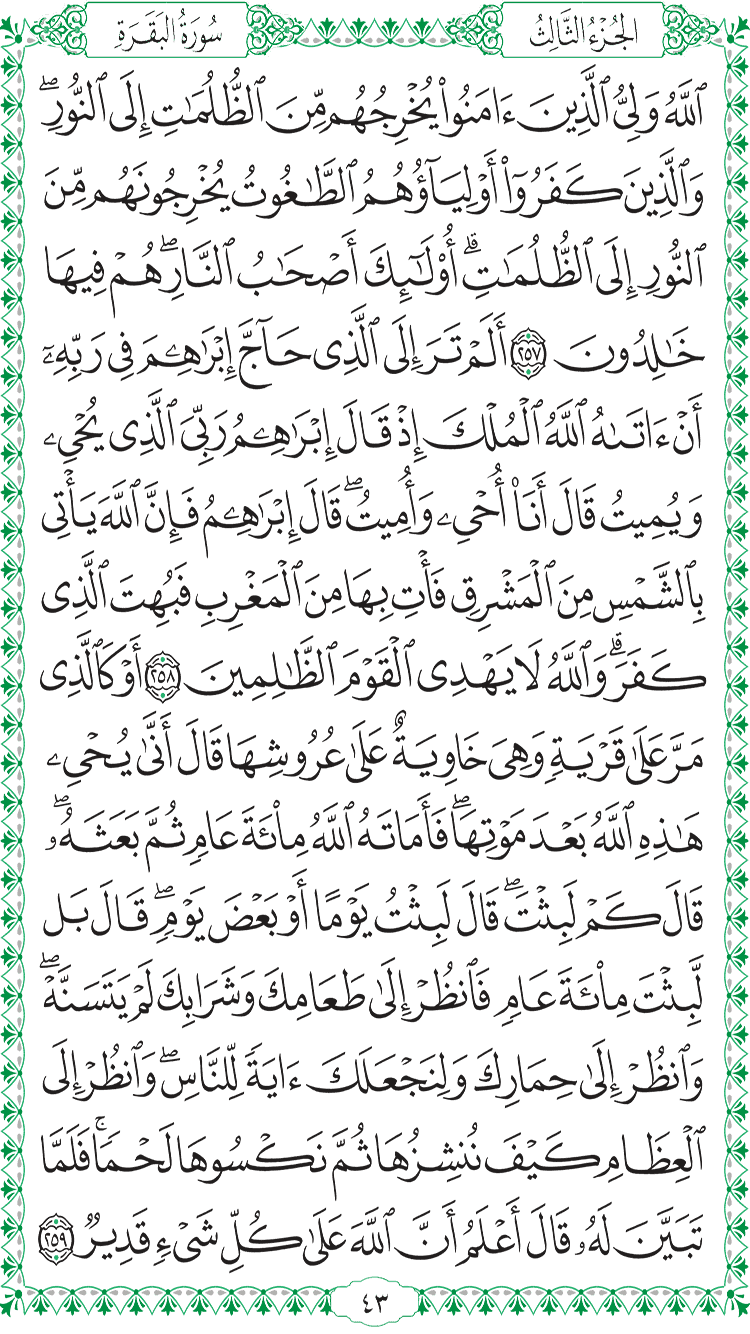 الجُزْءُ الثَّالِثُ
سُورَةُ البَقَرَةِ
ٱللَّهُ وَلِيُّ ٱلَّذِينَ ءَامَنُوا۟ يُخْرِجُهُم مِّنَ ٱلظُّلُمَٰتِ إِلَى ٱلنُّورِۖ
وَٱلَّذِينَ كَفَرُوٓا۟ أَوْلِيَآؤُهُمُ ٱلطَّٰغُوتُ يُخْرِجُونَهُم مِّنَ
ٱلنُّورِ إِلَى ٱلظُّلُمَٰتِۗ أُو۟لَٰٓئِكَ أَصْحَٰبُ ٱلنَّارِۖ هُمْ فِيهَا
خَٰلِدُونَ ٢٥٧ أَلَمْ تَرَ إِلَى ٱلَّذِى حَآجَّ إِبْرَٰهِۦمَ فِى رَبِّهِۦٓ
أَنْ ءَاتَىٰهُ ٱللَّهُ ٱلْمُلْكَ إِذْ قَالَ إِبْرَٰهِۦمُ رَبِّىَ ٱلَّذِى يُحْىِۦ
وَيُمِيتُ قَالَ أَنَا۠ أُحْىِۦ وَأُمِيتُۖ قَالَ إِبْرَٰهِۦمُ فَإِنَّ ٱللَّهَ يَأْتِى
بِٱلشَّمْسِ مِنَ ٱلْمَشْرِقِ فَأْتِ بِهَا مِنَ ٱلْمَغْرِبِ فَبُهِتَ ٱلَّذِى
كَفَرَۗ وَٱللَّهُ لَا يَهْدِى ٱلْقَوْمَ ٱلظَّٰلِمِينَ ٢٥٨ أَوْ كَٱلَّذِى
مَرَّ عَلَىٰ قَرْيَةٍ وَهِىَ خَاوِيَةٌ عَلَىٰ عُرُوشِهَا قَالَ أَنَّىٰ يُحْىِۦ
هَٰذِهِ ٱللَّهُ بَعْدَ مَوْتِهَاۖ فَأَمَاتَهُ ٱللَّهُ مِا۟ئَةَ عَامٍ ثُمَّ بَعَثَهُۥۖ
قَالَ كَمْ لَبِثْتَۖ قَالَ لَبِثْتُ يَوْمًا أَوْ بَعْضَ يَوْمٍۖ قَالَ بَل
لَّبِثْتَ مِا۟ئَةَ عَامٍ فَٱنظُرْ إِلَىٰ طَعَامِكَ وَشَرَابِكَ لَمْ يَتَسَنَّهْۖ
وَٱنظُرْ إِلَىٰ حِمَارِكَ وَلِنَجْعَلَكَ ءَايَةً لِّلنَّاسِۖ وَٱنظُرْ إِلَى
ٱلْعِظَامِ كَيْفَ نُنشِزُهَا ثُمَّ نَكْسُوهَا لَحْمًاۚ فَلَمَّا
تَبَيَّنَ لَهُۥ قَالَ أَعْلَمُ أَنَّ ٱللَّهَ عَلَىٰ كُلِّ شَىْءٍ قَدِيرٌ ٢٥٩
٤٣